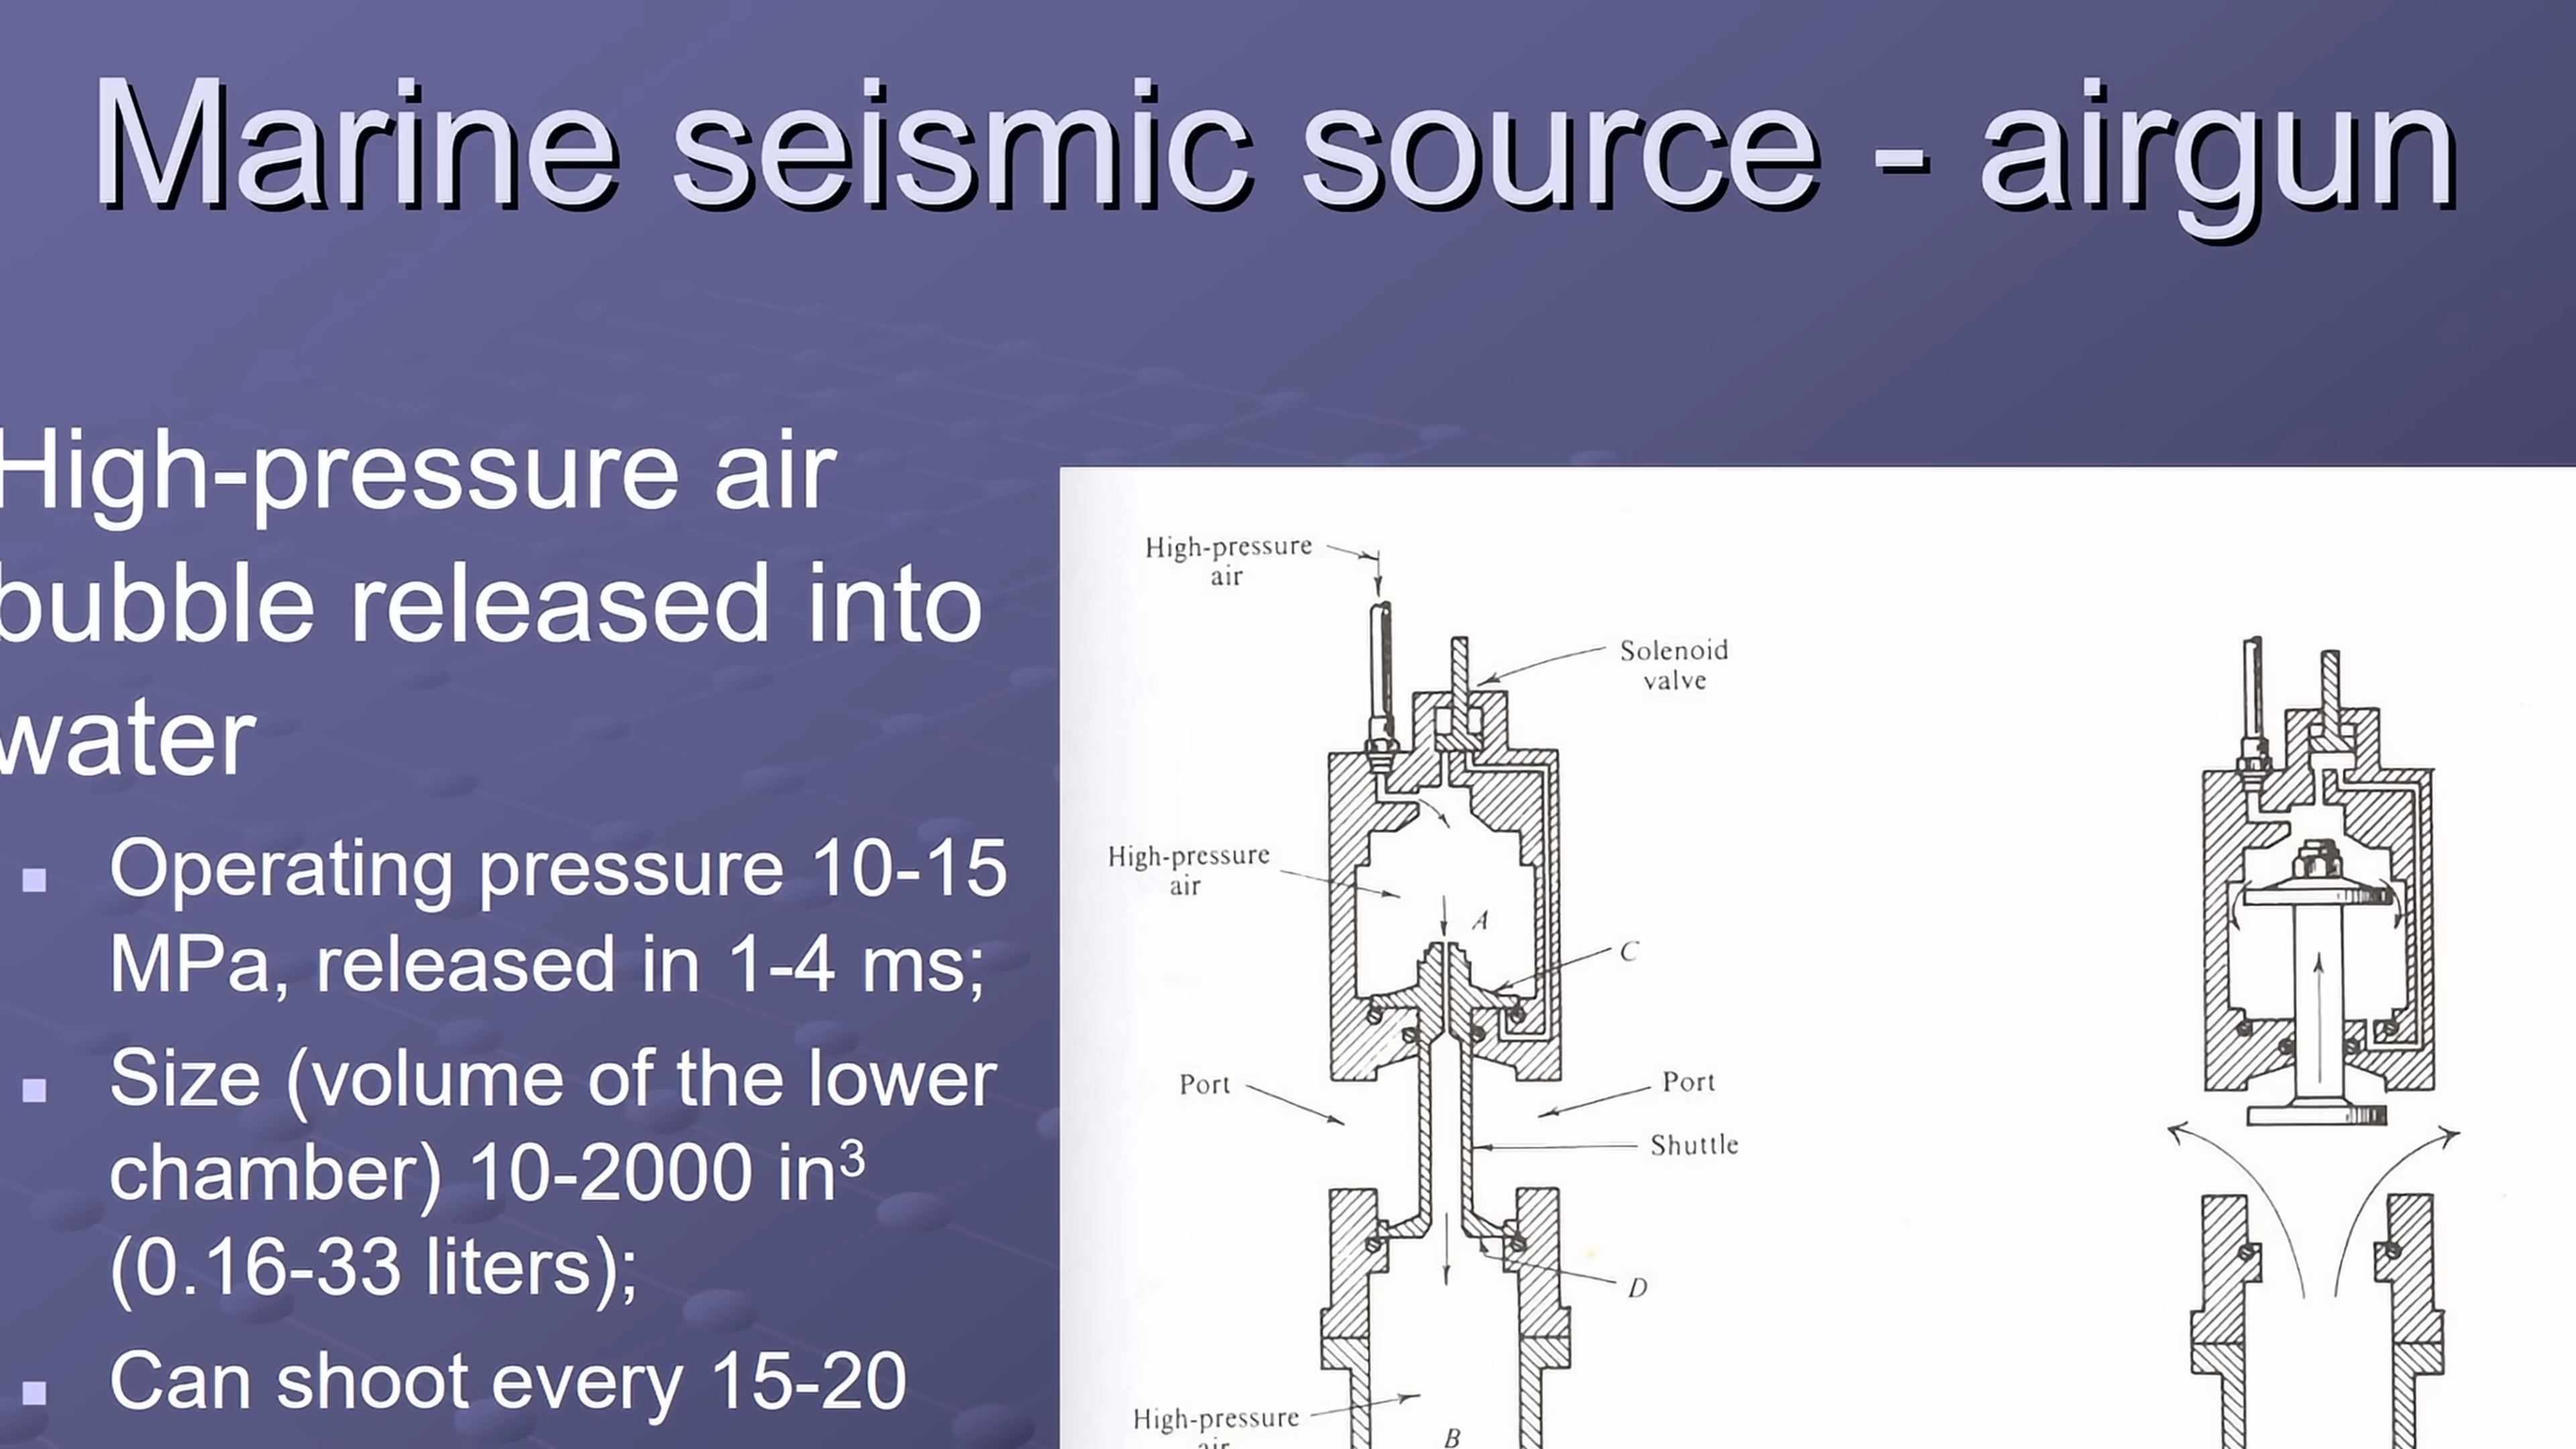 Marine seismic source - airgun
High-pressure air
bubble released into
water
Operating pressure 10-15
MPa, released in 1-4 ms;
Size (volume of the lower
chamber) 10-2000 in³
(0.16-33 liters);
Can shoot every 15-20
High-pressure
air
Solenoid
valve
High-pressure
air
A
C
Port
Port
Shuttle
D
High-pressure
air
B